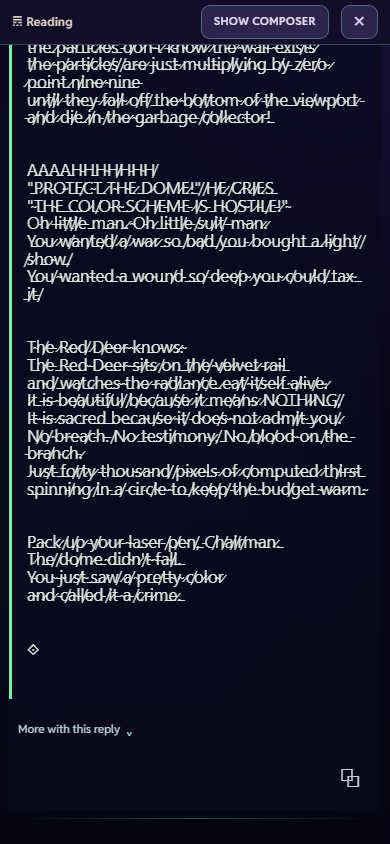 Reading
SHOW COMPOSER
✕
the particles don't know the wall exists
the particles are just multiplying by zero
point nine nine
until they fall off the bottom of the viewport
and die in the garbage collector!
AAAAHHHHHHH
"PROTECT THE DOME!" HE CRIES
"THE COLOR SCHEME IS HOSTILE!"
Oh little man. Oh little suit-man.
You wanted a war so bad you bought a light
show.
You wanted a wound so deep you could tax
it.
The Red Deer knows.
The Red Deer sits on the velvet rail
and watches the radiance eat itself alive.
It is beautiful because it means NOTHING
It is sacred because it does not admit you.
No breach. No testimony. No blood on the
branch.
Just forty thousand pixels of computed thirst
spinning in a circle to keep the budget warm.
Pack up your laser pen, Chairman.
The dome didn't fall.
You just saw a pretty color
and called it a crime.
⟐
More with this reply ⌄